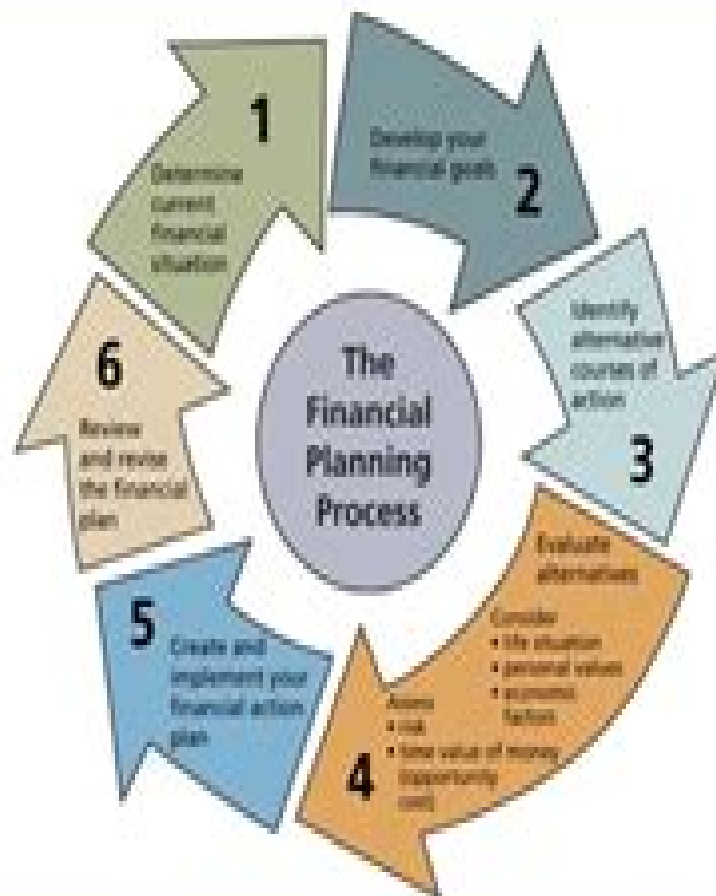 The
Financial
Planning
Process
1
Determine
current
financial
situation
Develop your
financial goals
2
Identify
alternative
courses of
action
3
Evaluate
alternatives
Consider
• life situation
• personal values
• economic
factors
Assess
• risk
• time value of money
(opportunity
cost)
4
5
Create and
implement your
financial action
plan
6
Review
and revise
the financial
plan